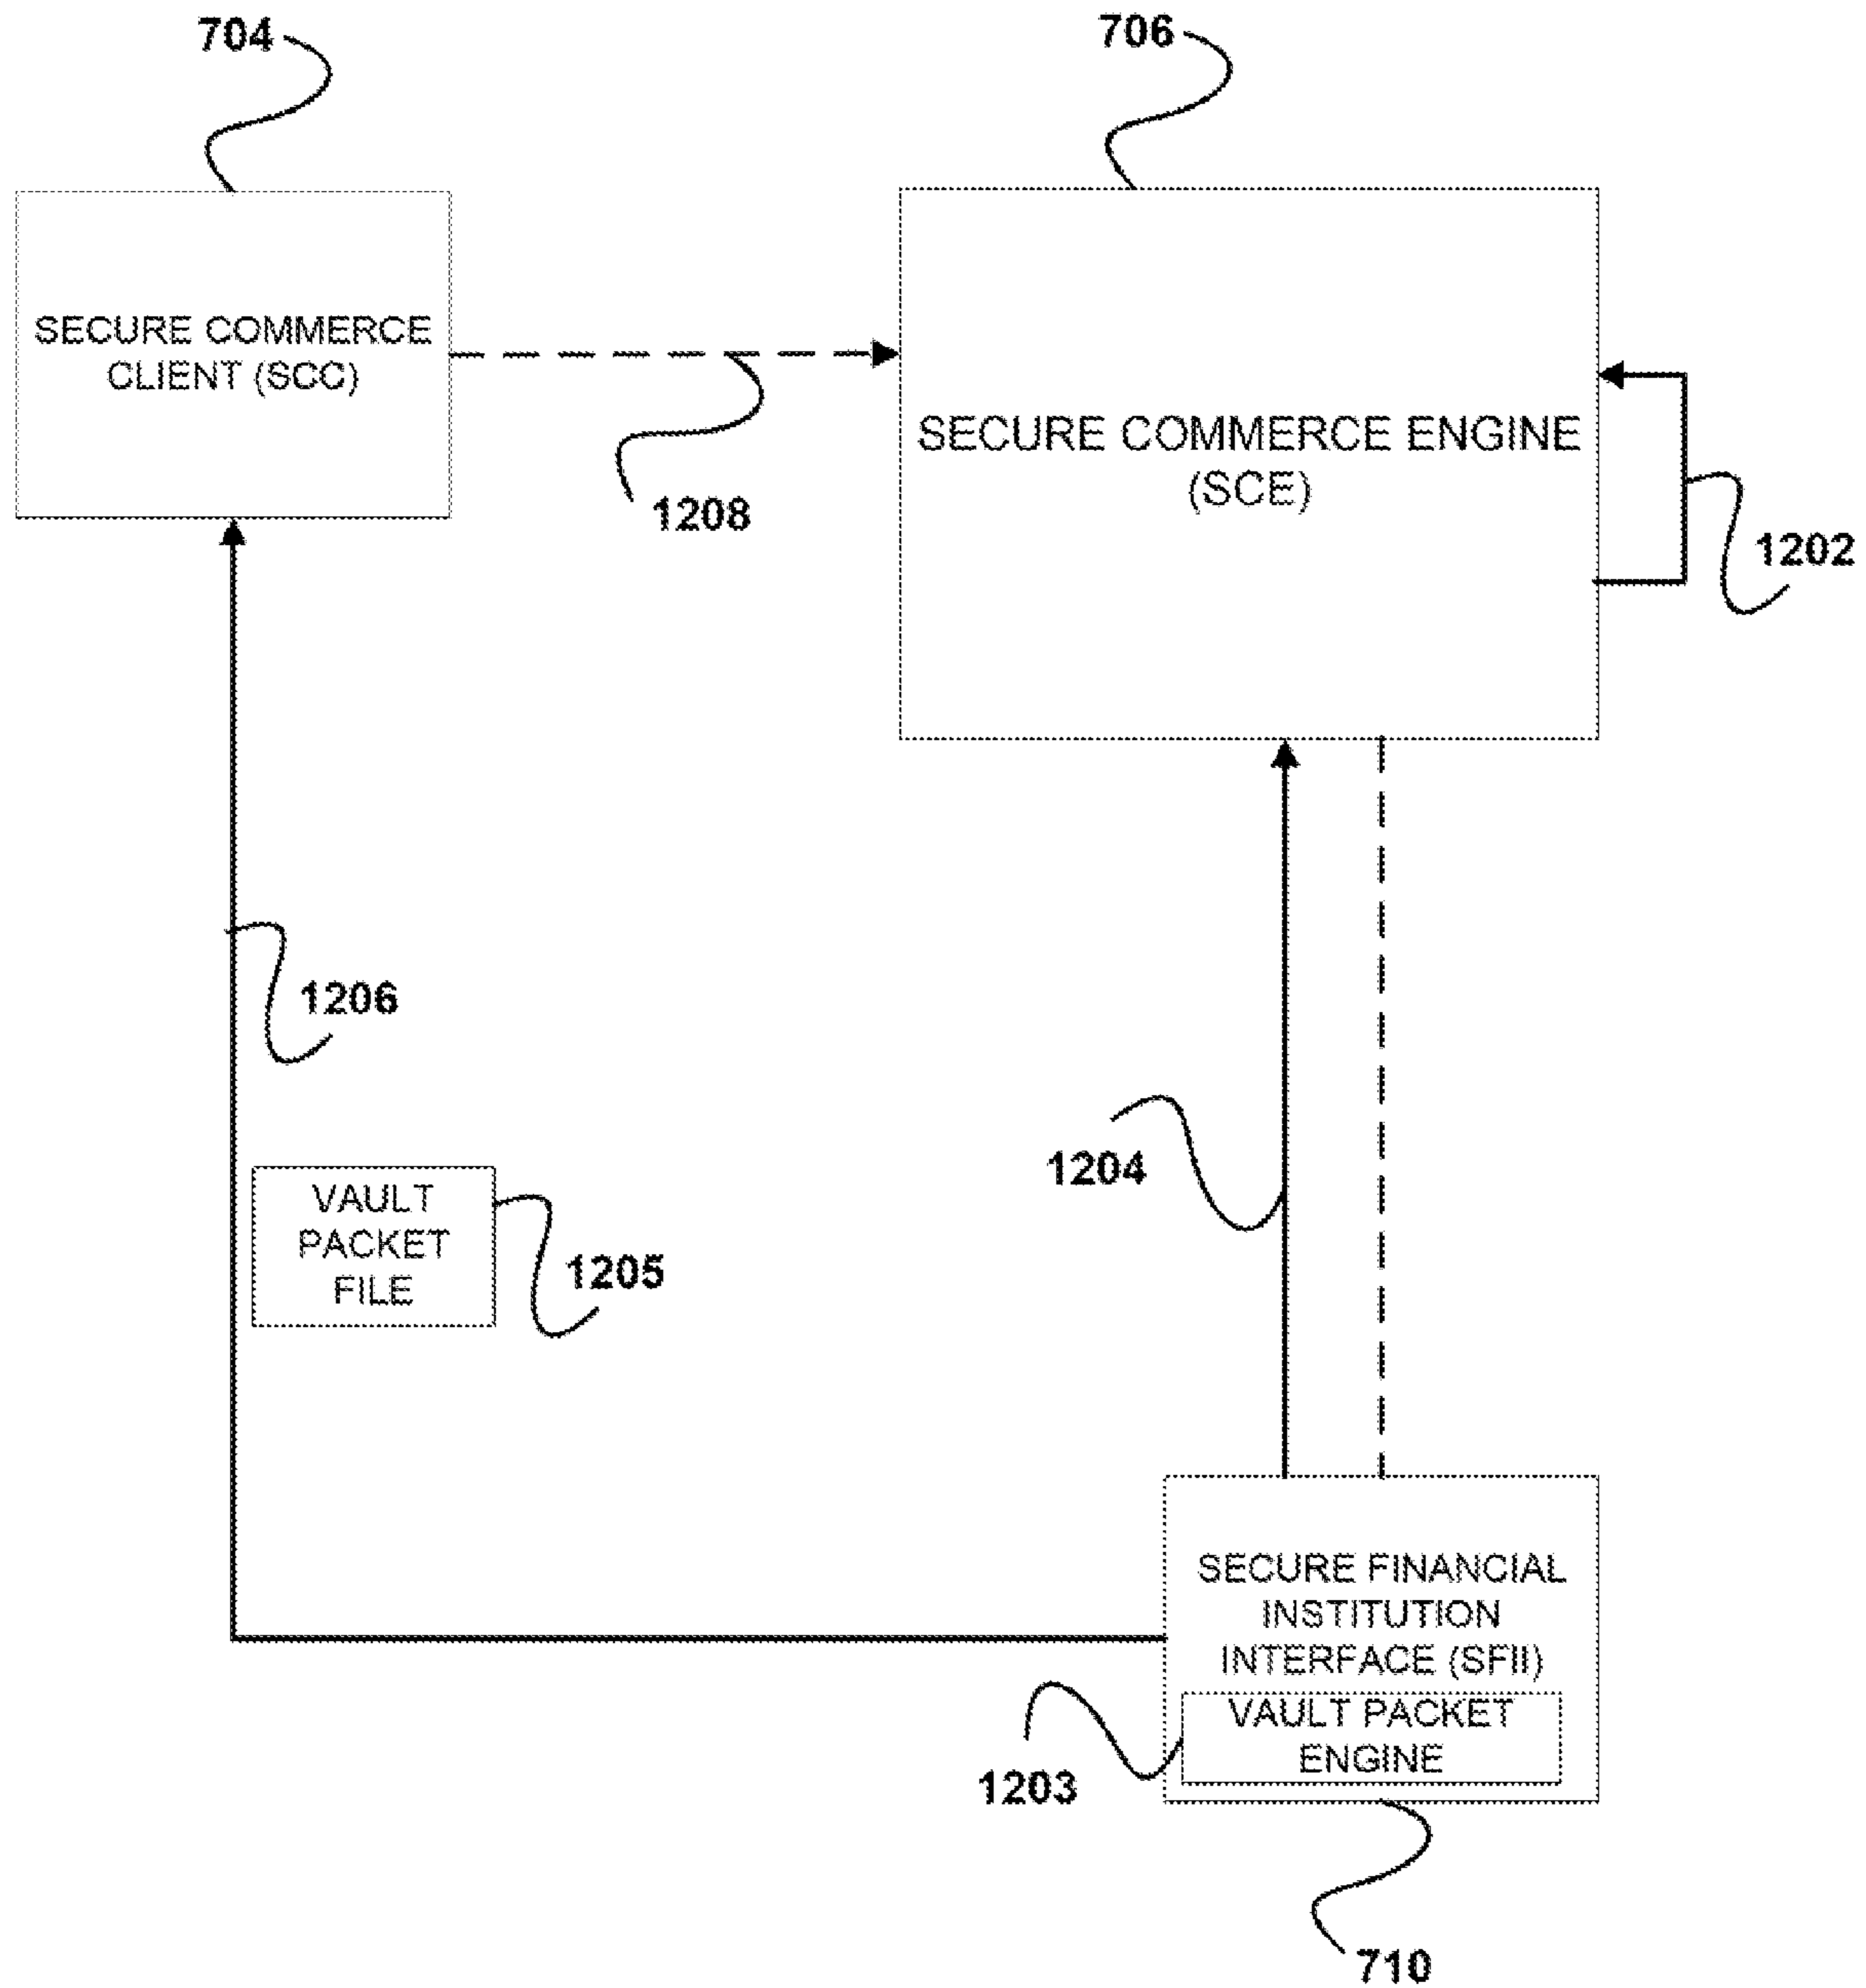 704
706
SECURE COMMERCE
CLIENT (SCC)
SECURE COMMERCE ENGINE
(SCE)
1208
1202
1206
1204
VAULT
PACKET
FILE
1205
SECURE FINANCIAL
INSTITUTION
INTERFACE (SFII)
VAULT PACKET
ENGINE
1203
710